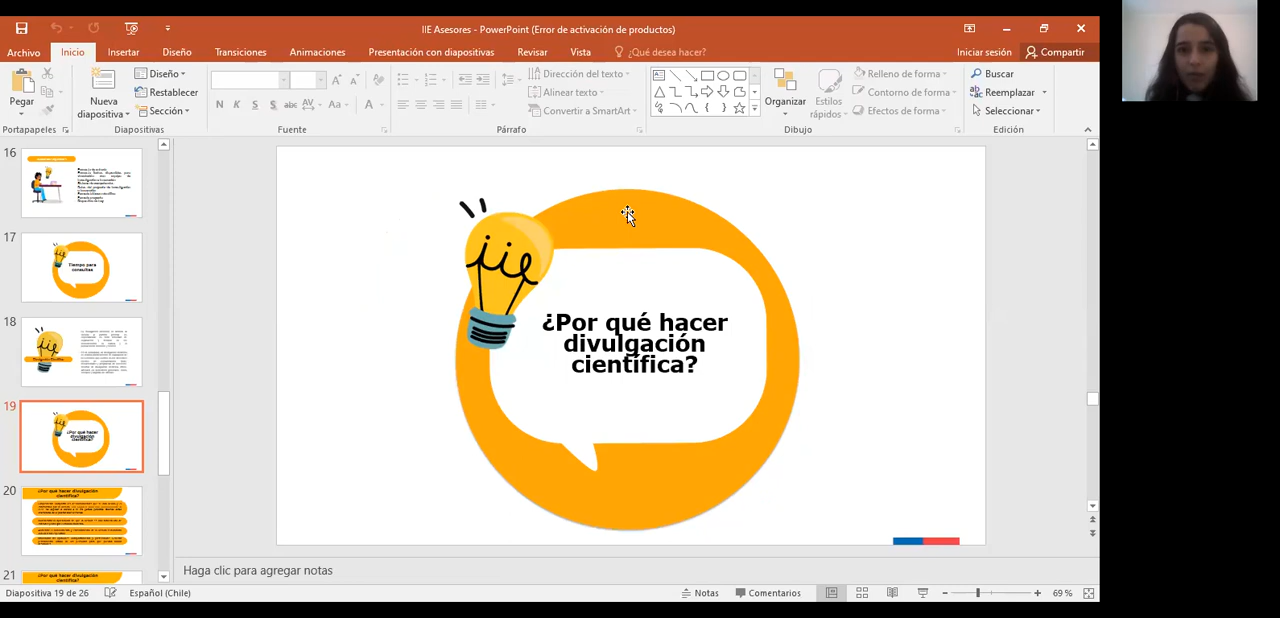 IIE Asesores - PowerPoint (Error de activación de productos)
Archivo Inicio Insertar Diseño Transiciones Animaciones Presentación con diapositivas Revisar Vista ¿Qué desea hacer? Iniciar sesión Compartir
Pegar
Nueva diapositiva
Diseño
Restablecer
Sección
N K S S abc AV Aa A
Dirección del texto
Alinear texto
Convertir a SmartArt
Organizar
Estilos rápidos
Relleno de forma
Contorno de forma
Efectos de forma
Buscar
Reemplazar
Seleccionar
Portapapeles Diapositivas Fuente Párrafo Dibujo Edición
16
17
Tiempo para
consultas
18
19
¿Por qué hacer
divulgación
científica?
20
¿Por qué hacer divulgación
científica?
21
¿Por qué hacer divulgación
científica?
iiE
¿Por qué hacer
divulgación
científica?
Haga clic para agregar notas
Diapositiva 19 de 26 Español (Chile) Notas Comentarios 69 %